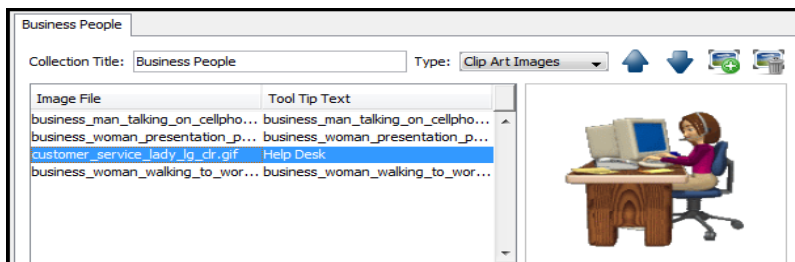 Business People
Collection Title: Business People Type: Clip Art Images
Image File Tool Tip Text
business_man_talking_on_cellpho... business_man_talking_on_cellpho...
business_woman_presentation_p... business_woman_presentation_p...
customer_service_lady_lg_clr.gif Help Desk
business_woman_walking_to_wor... business_woman_walking_to_wor...